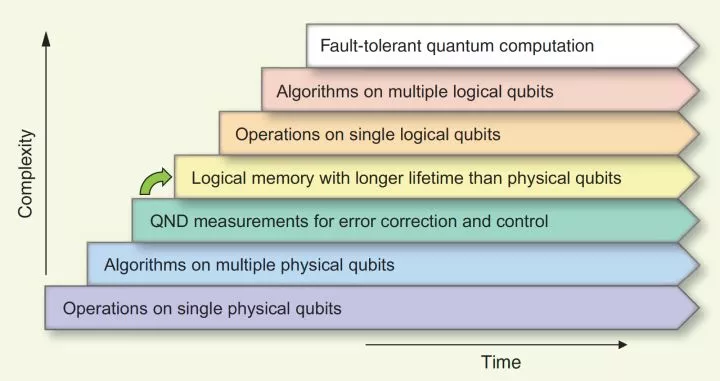 Fault-tolerant quantum computation
Algorithms on multiple logical qubits
Operations on single logical qubits
Logical memory with longer lifetime than physical qubits
QND measurements for error correction and control
Algorithms on multiple physical qubits
Operations on single physical qubits
Complexity
Time